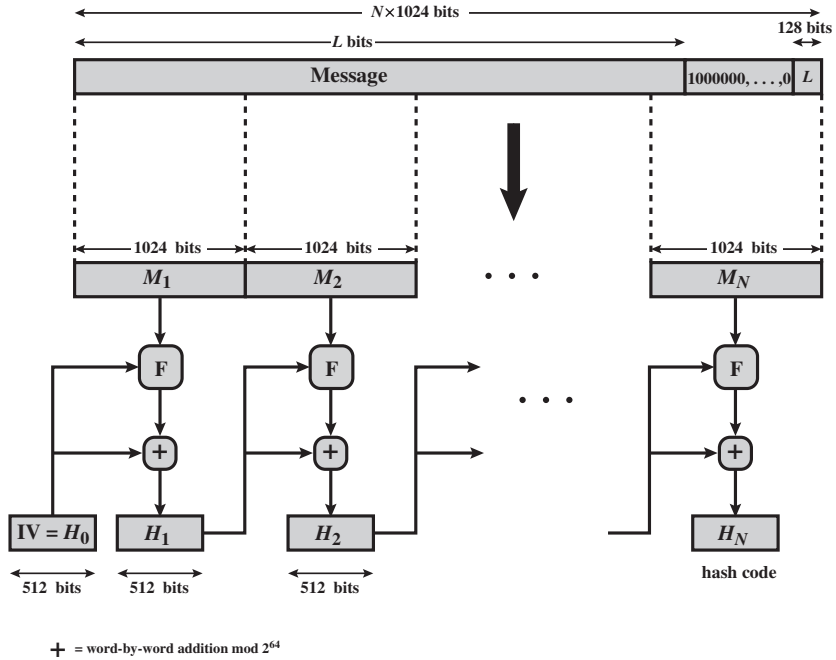 N×1024 bits
L bits
128 bits
Message
1000000, . . . ,0
L
1024 bits
1024 bits
1024 bits
M1
M2
. . .
MN
F
F
F
. . .
+
+
+
IV = H0
H1
H2
HN
512 bits
512 bits
512 bits
hash code
+ = word-by-word addition mod 2^64